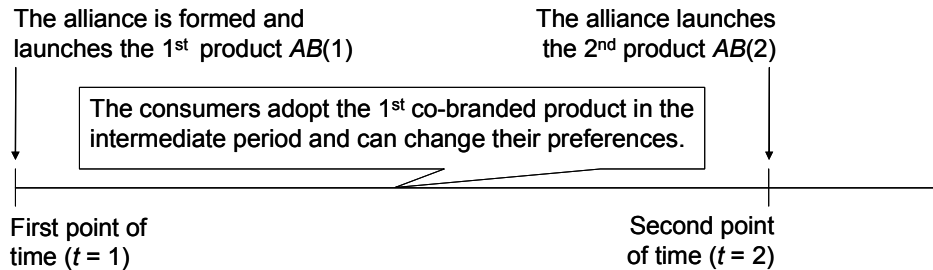 The alliance is formed and
launches the 1st product AB(1)
The alliance launches
the 2nd product AB(2)
The consumers adopt the 1st co-branded product in the
intermediate period and can change their preferences.
First point of
time (t = 1)
Second point
of time (t = 2)